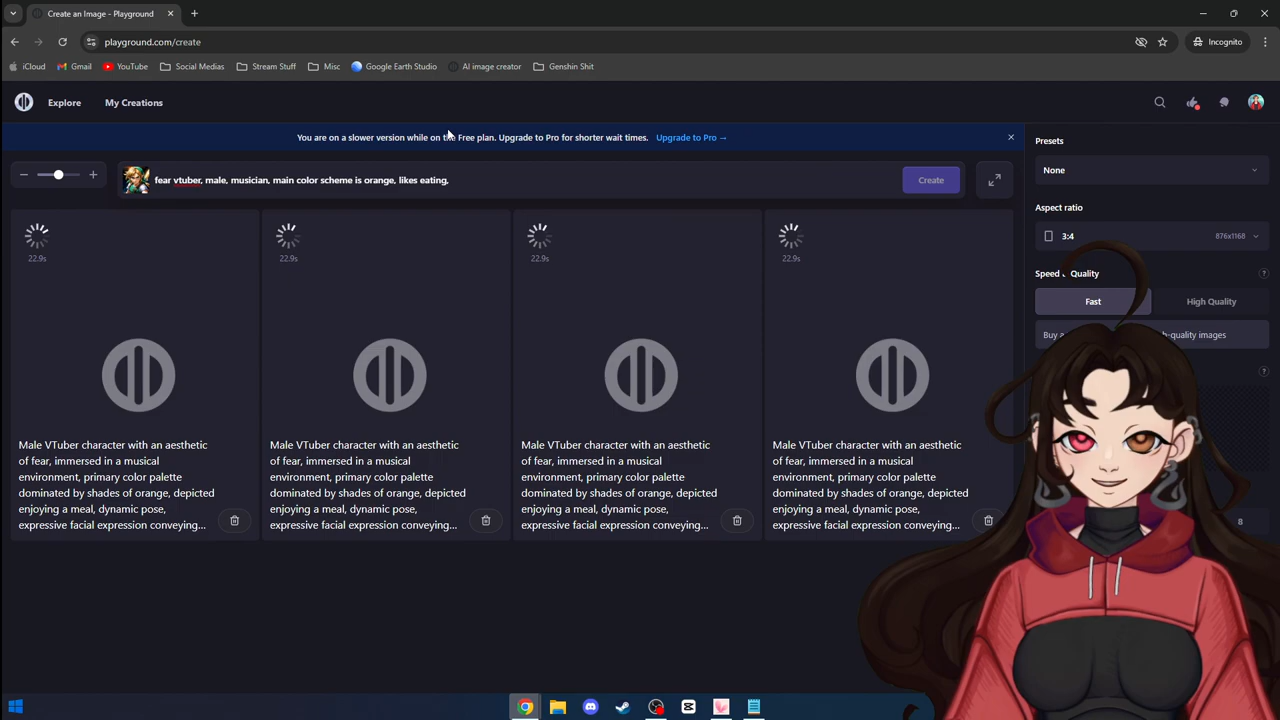 Create an Image - Playground
playground.com/create
Incognito
iCloud
Gmail
YouTube
Social Medias
Stream Stuff
Misc
Google Earth Studio
AI image creator
Genshin Shit
Explore
My Creations
You are on a slower version while on the Free plan. Upgrade to Pro for shorter wait times. Upgrade to Pro →
fear vtuber, male, musician, main color scheme is orange, likes eating,
Create
22.9s
Male VTuber character with an aesthetic
of fear, immersed in a musical
environment, primary color palette
dominated by shades of orange, depicted
enjoying a meal, dynamic pose,
expressive facial expression conveying...
22.9s
Male VTuber character with an aesthetic
of fear, immersed in a musical
environment, primary color palette
dominated by shades of orange, depicted
enjoying a meal, dynamic pose,
expressive facial expression conveying...
22.9s
Male VTuber character with an aesthetic
of fear, immersed in a musical
environment, primary color palette
dominated by shades of orange, depicted
enjoying a meal, dynamic pose,
expressive facial expression conveying...
22.9s
Male VTuber character with an aesthetic
of fear, immersed in a musical
environment, primary color palette
dominated by shades of orange, depicted
enjoying a meal, dynamic pose,
expressive facial expression conveying...
Presets
None
Aspect ratio
3:4
876x1168
Speed Quality
Fast
High Quality
Buy images
8